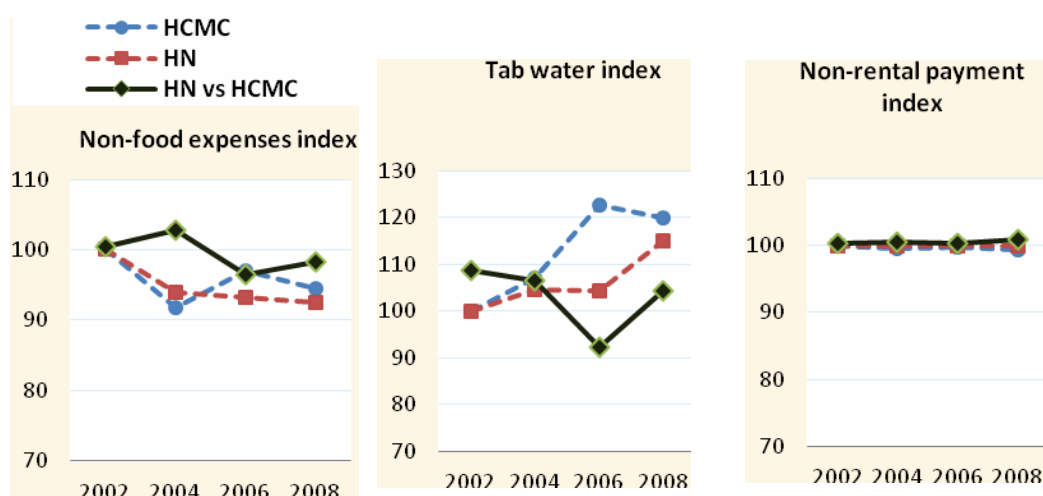 HCMC
HN
HN vs HCMC
Non-food expenses index
110
100
90
80
70
2002 2004 2006 2008
Tab water index
130
120
110
100
90
80
70
2002 2004 2006 2008
Non-rental payment
index
110
100
90
80
70
2002 2004 2006 2008